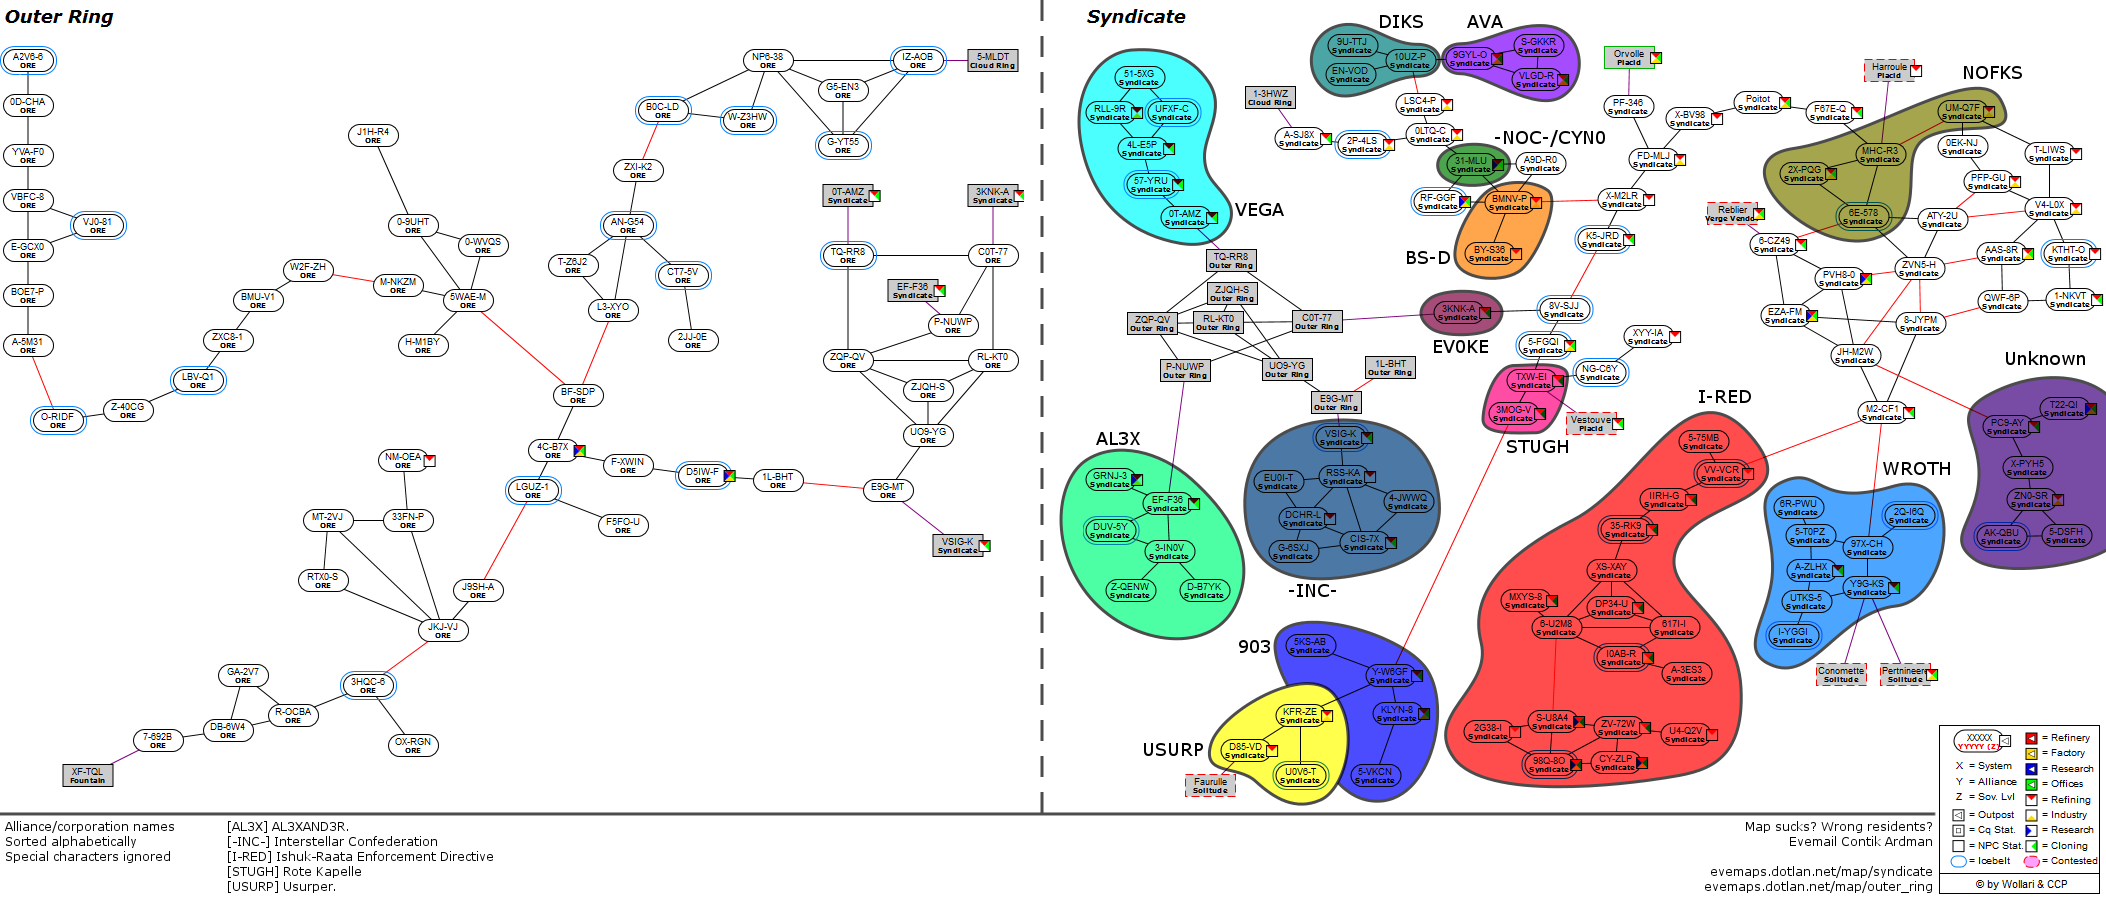 Outer Ring
A2V6-6
ORE
0D-CHA
ORE
YVA-F0
ORE
VBFC-8
ORE
VJ0-81
ORE
E-GCX0
ORE
BOE7-P
ORE
A-5M31
ORE
O-RIDF
ORE
Z-40CG
ORE
LBV-Q1
ORE
ZXC8-1
ORE
BMU-V1
ORE
W2F-ZH
ORE
M-NKZM
ORE
J1H-R4
ORE
0-9UHT
ORE
0-WVQS
ORE
5WAE-M
ORE
H-M1BY
ORE
NP6-38
ORE
IZ-AOB
ORE
5-MLDT
Cloud Ring
G5-EN3
ORE
B0C-LD
ORE
W-Z3HW
ORE
G-YT55
ORE
ZXI-K2
ORE
AN-G54
ORE
T-Z6J2
ORE
CT7-5V
ORE
L3-XYO
ORE
2JJ-0E
ORE
0T-AMZ
Syndicate
3KNK-A
Syndicate
TQ-RR8
ORE
C0T-77
ORE
EF-F36
Syndicate
P-NUWP
ORE
ZQP-QV
ORE
RL-KT0
ORE
ZJQH-S
ORE
UO9-YG
ORE
BF-SDP
ORE
4C-B7X
ORE
F-XWIN
ORE
D5IW-F
ORE
1L-BHT
ORE
E9G-MT
ORE
VSIG-K
Syndicate
NM-OEA
ORE
LGUZ-1
ORE
F5FO-U
ORE
MT-2VJ
ORE
33FN-P
ORE
RTX0-S
ORE
J9SH-A
ORE
JKJ-VJ
ORE
3HQC-6
ORE
GA-2V7
ORE
R-OCBA
ORE
DB-6W4
ORE
7-692B
ORE
OX-RGN
ORE
XF-TQL
Fountain
Syndicate
DIKS
AVA
9U-TTJ
Syndicate
10UZ-P
Syndicate
EN-VOD
Syndicate
9GYL-O
Syndicate
S-GKKR
Syndicate
VLGD-R
Syndicate
Orvolle
Placid
Harroule
Placid
NOFKS
51-5XG
Syndicate
RLL-9R
Syndicate
UFXF-C
Syndicate
4L-E5P
Syndicate
57-YRU
Syndicate
0T-AMZ
Syndicate
VEGA
1-3HWZ
Cloud Ring
A-SJ8X
Syndicate
2P-4LS
Syndicate
LSC4-P
Syndicate
0LTQ-C
Syndicate
-NOC-/CYN0
31-MLU
Syndicate
A9D-R0
Syndicate
RF-GGF
Syndicate
BMNV-P
Syndicate
BY-S36
Syndicate
BS-D
PF-346
Syndicate
X-BV98
Syndicate
Poitot
Syndicate
F67E-Q
Syndicate
FD-MLJ
Syndicate
X-M2LR
Syndicate
K5-JRD
Syndicate
UM-Q7F
Syndicate
0EK-NJ
Syndicate
T-LIWS
Syndicate
MHC-R3
Syndicate
2X-PQG
Syndicate
PFP-GU
Syndicate
6E-578
Syndicate
ATY-2U
Syndicate
V4-L0X
Syndicate
Reblier
Verge Vendor
6-CZ49
Syndicate
AAS-8R
Syndicate
KTHT-O
Syndicate
ZVN5-H
Syndicate
PVH8-0
Syndicate
QWF-6P
Syndicate
1-NKVT
Syndicate
EZA-FM
Syndicate
8-JYPM
Syndicate
JH-M2W
Syndicate
M2-CF1
Syndicate
TQ-RR8
Outer Ring
ZJQH-S
Outer Ring
ZQP-QV
Outer Ring
RL-KT0
Outer Ring
C0T-77
Outer Ring
P-NUWP
Outer Ring
UO9-YG
Outer Ring
1L-BHT
Outer Ring
E9G-MT
Outer Ring
3KNK-A
Syndicate
EV0KE
8V-SJJ
Syndicate
5-FGQI
Syndicate
XYY-IA
Syndicate
NG-C6Y
Syndicate
TXW-EI
Syndicate
3MOG-V
Syndicate
Vestouve
Placid
STUGH
AL3X
GRNJ-3
Syndicate
EF-F36
Syndicate
DUV-5Y
Syndicate
3-IN0V
Syndicate
Z-QENW
Syndicate
D-B7YK
Syndicate
VSIG-K
Syndicate
EU0I-T
Syndicate
RSS-KA
Syndicate
4-JWWQ
Syndicate
DCHR-L
Syndicate
CIS-7X
Syndicate
G-6SXJ
Syndicate
-INC-
I-RED
5-75MB
Syndicate
VV-VCR
Syndicate
IIRH-G
Syndicate
35-RK9
Syndicate
XS-XAY
Syndicate
MXYS-8
Syndicate
DP34-U
Syndicate
6-U2M8
Syndicate
617I-I
Syndicate
I0AB-R
Syndicate
A-3ES3
Syndicate
S-U8A4
Syndicate
2G38-I
Syndicate
ZV-72W
Syndicate
U4-Q2V
Syndicate
98Q-8O
Syndicate
CY-ZLP
Syndicate
Unknown
T22-QI
Syndicate
PC9-AY
Syndicate
X-PYH5
Syndicate
ZN0-SR
Syndicate
AK-QBU
Syndicate
5-DSFH
Syndicate
WROTH
6R-PWU
Syndicate
2Q-I6Q
Syndicate
5-T0PZ
Syndicate
97X-CH
Syndicate
A-ZLHX
Syndicate
Y9G-KS
Syndicate
UTKS-5
Syndicate
I-YGGI
Syndicate
Conomette
Solitude
Pertnineere
Solitude
903
5KS-AB
Syndicate
Y-W6GF
Syndicate
KLYN-8
Syndicate
5-VKCN
Syndicate
USURP
KFR-ZE
Syndicate
D85-VD
Syndicate
U0V6-T
Syndicate
Faurulle
Solitude
XXXXX
YYYYY (Z)
X = System
Y = Alliance
Z = Sov. Lvl
= Outpost
= Cq Stat.
= NPC Stat.
= Icebelt
= Refinery
= Factory
= Research
= Offices
= Refining
= Industry
= Research
= Cloning
= Contested
© by Wollari & CCP
Alliance/corporation names
Sorted alphabetically
Special characters ignored
[AL3X] AL3XAND3R.
[-INC-] Interstellar Confederation
[I-RED] Ishuk-Raata Enforcement Directive
[STUGH] Rote Kapelle
[USURP] Usurper.
Map sucks? Wrong residents?
Evemail Contik Ardman
evemaps.dotlan.net/map/syndicate
evemaps.dotlan.net/map/outer_ring